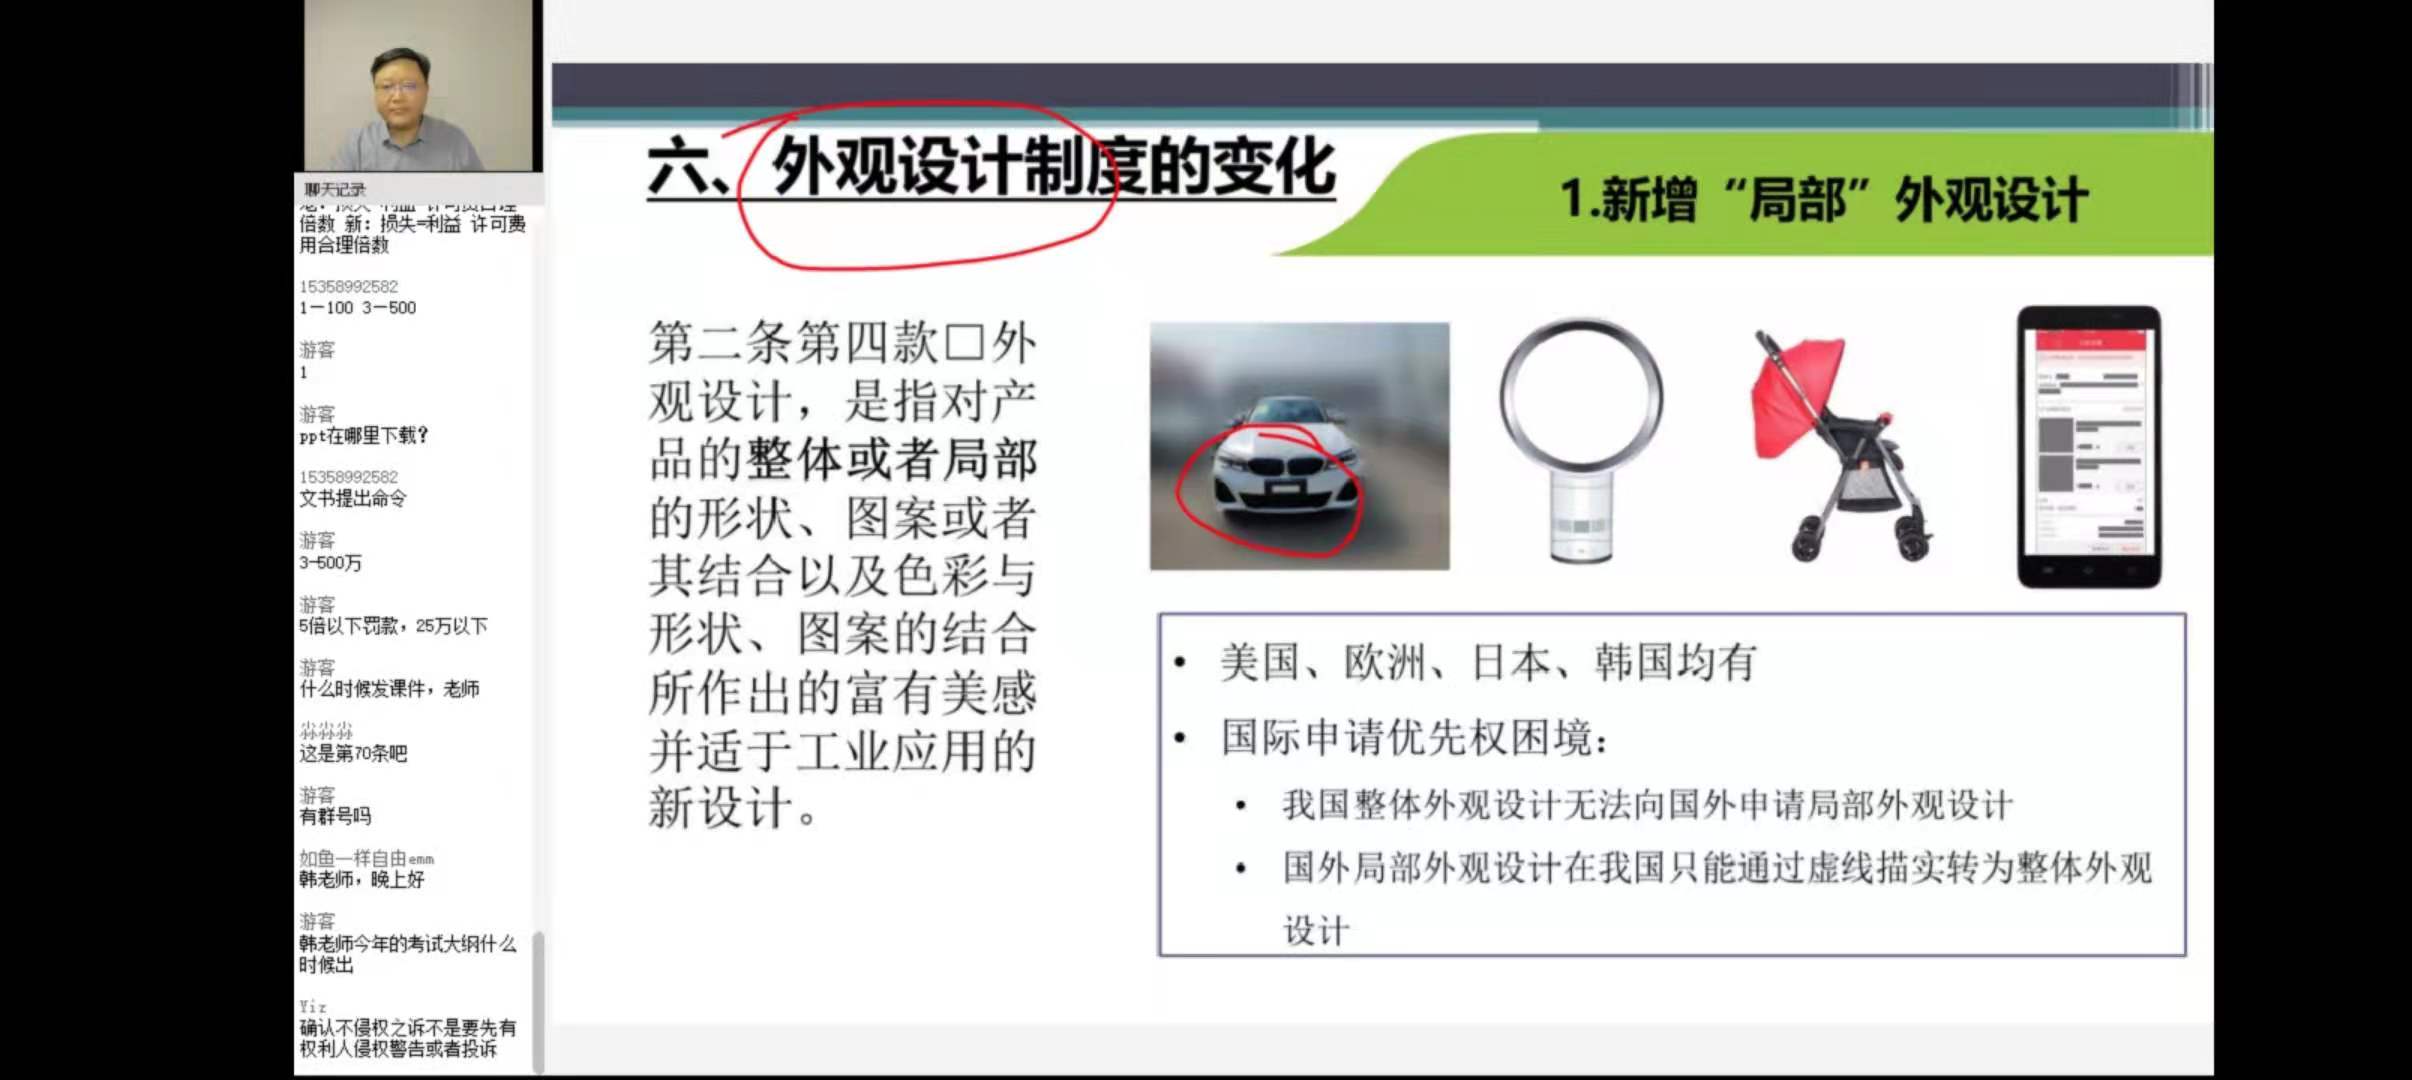 聊天记录
倍数 新：损失=利益 许可费
用合理倍数
15358992582
1－100 3－500
游客
1
游客
ppt在哪里下载?
15358992582
文书提出命令
游客
3-500万
游客
5倍以下罚款，25万以下
游客
什么时候发课件，老师
尛尛尛
这是第70条吧
游客
有群号吗
如鱼一样自由emm
韩老师，晚上好
游客
韩老师今年的考试大纲什么
时候出
Yiz
确认不侵权之诉不是要先有
权利人侵权警告或者投诉
六、外观设计制度的变化
1.新增“局部”外观设计
第二条第四款□外
观设计，是指对产
品的整体或者局部
的形状、图案或者
其结合以及色彩与
形状、图案的结合
所作出的富有美感
并适于工业应用的
新设计。
• 美国、欧洲、日本、韩国均有
• 国际申请优先权困境：
• 我国整体外观设计无法向国外申请局部外观设计
• 国外局部外观设计在我国只能通过虚线描实转为整体外观
设计